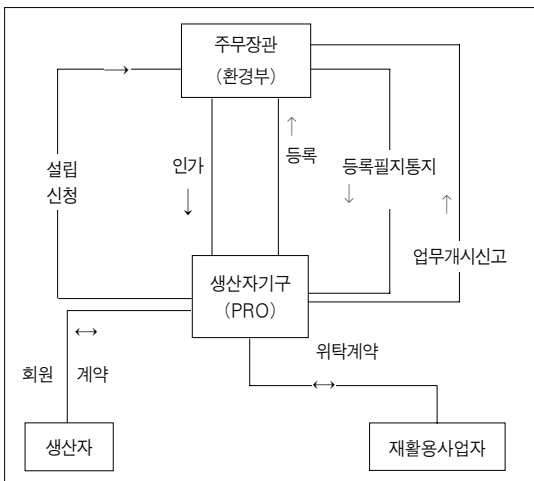 주무장관
(환경부)
→
↑
설립
신청
인가
등록
등록필지통지
↓
↓
↑
업무개시신고
생산자기구
(PRO)
↔
회원 계약
위탁계약
↔
생산자
재활용사업자